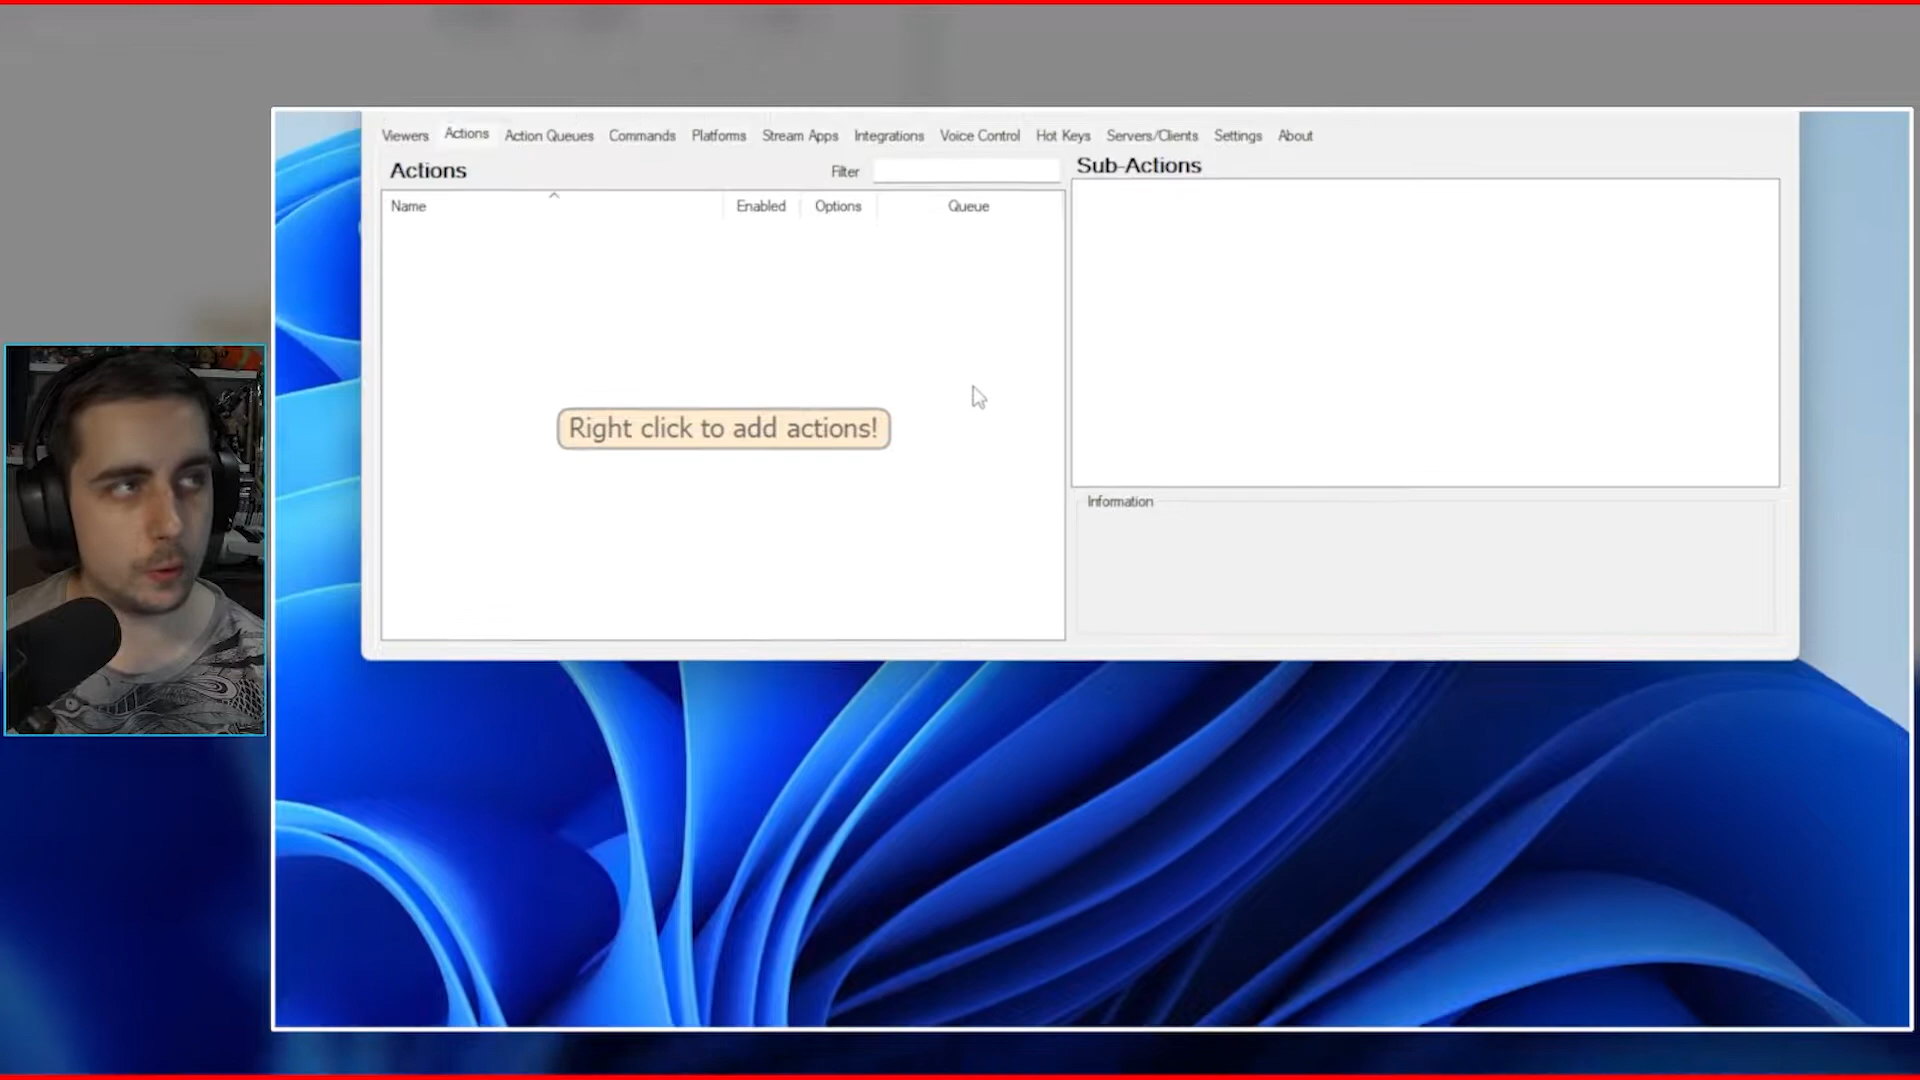 Viewers Actions Action Queues Commands Platforms Stream Apps Integrations Voice Control Hot Keys Servers/Clients Settings About
Actions Filter
Name Enabled Options Queue
Right click to add actions!
Sub-Actions
Information